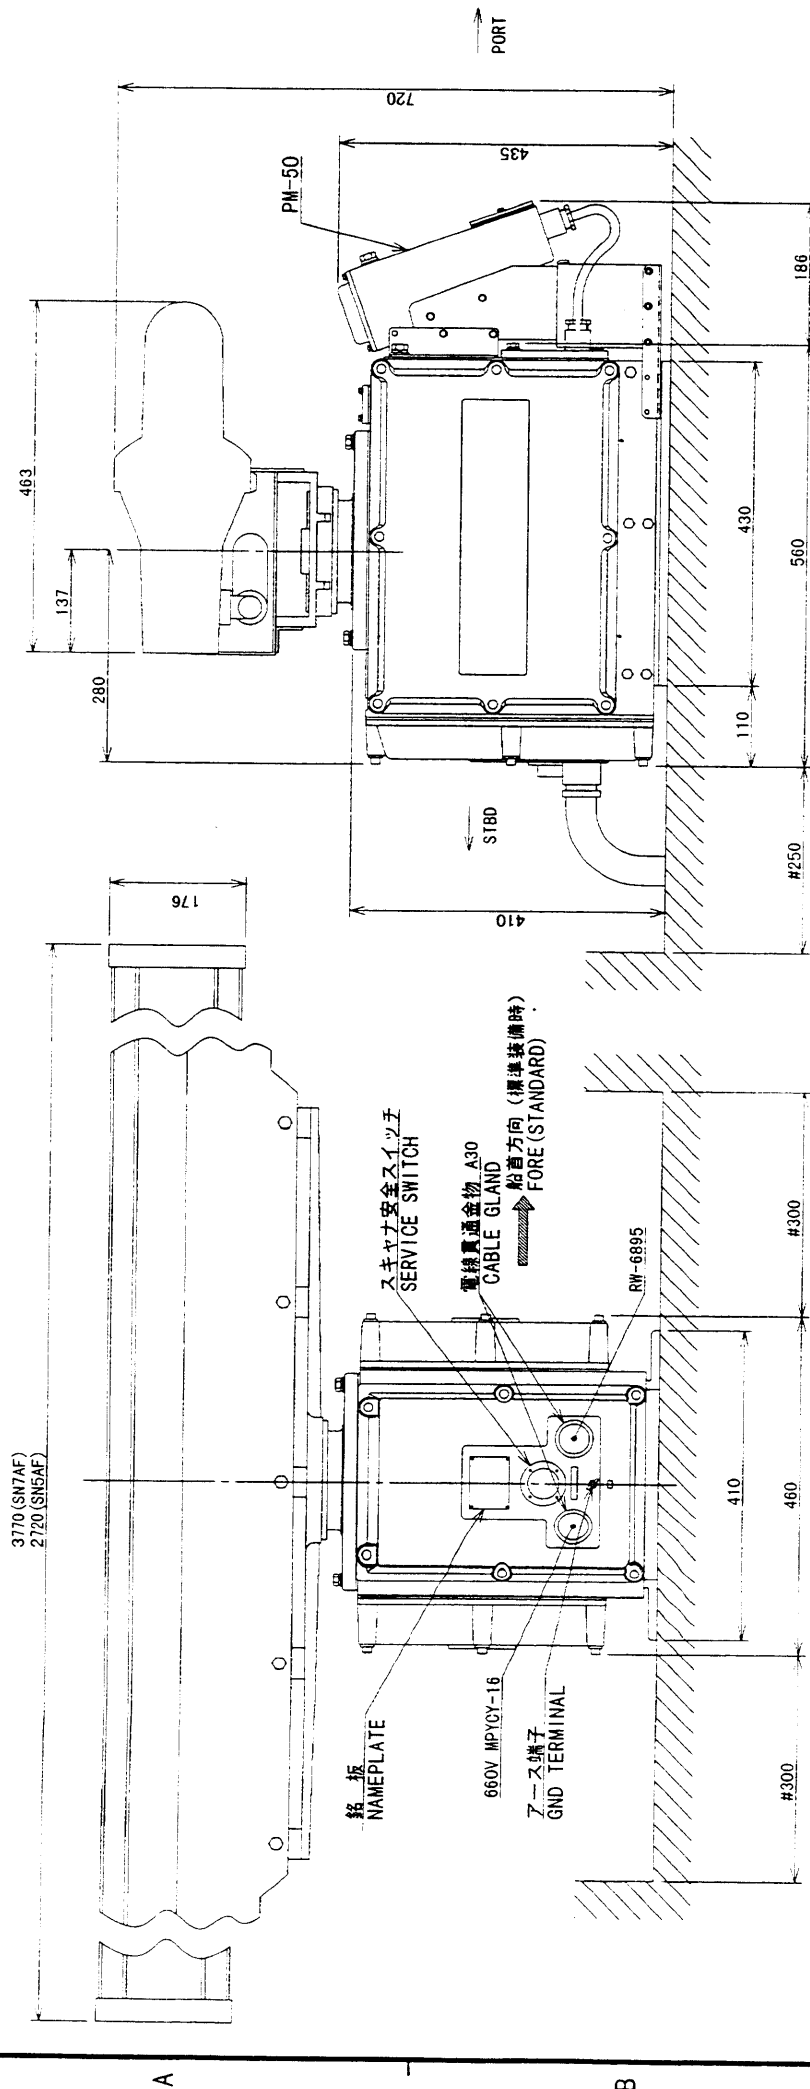 3770(SN7AF)
2720(SN5AF)
176
スキャナ安全スイッチ
SERVICE SWITCH
電線貫通金物 A30
CABLE GLAND
船首方向 (標準装備時)
FORE(STANDARD)
RW-6895
銘 板
NAMEPLATE
660V MPYCY-16
アース端子
GND TERMINAL
#300
410
460
#300
463
137
280
PM-50
720
435
PORT
STBD
410
110
430
186
560
#250
A
B